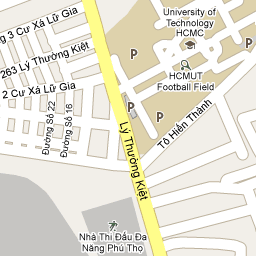 g 3 Cư Xá Lữ Gia
263 Lý Thường Kiệt
2 Cư Xá Lữ Gia
Đường Số 22
Đường Số 16
University of
Technology
HCMC
P
P
P
P
HCMUT
Football Field
Tô Hiến Thành
Lý Thường Kiệt
Nhà Thi Đấu Đa
Năng Phú Thọ